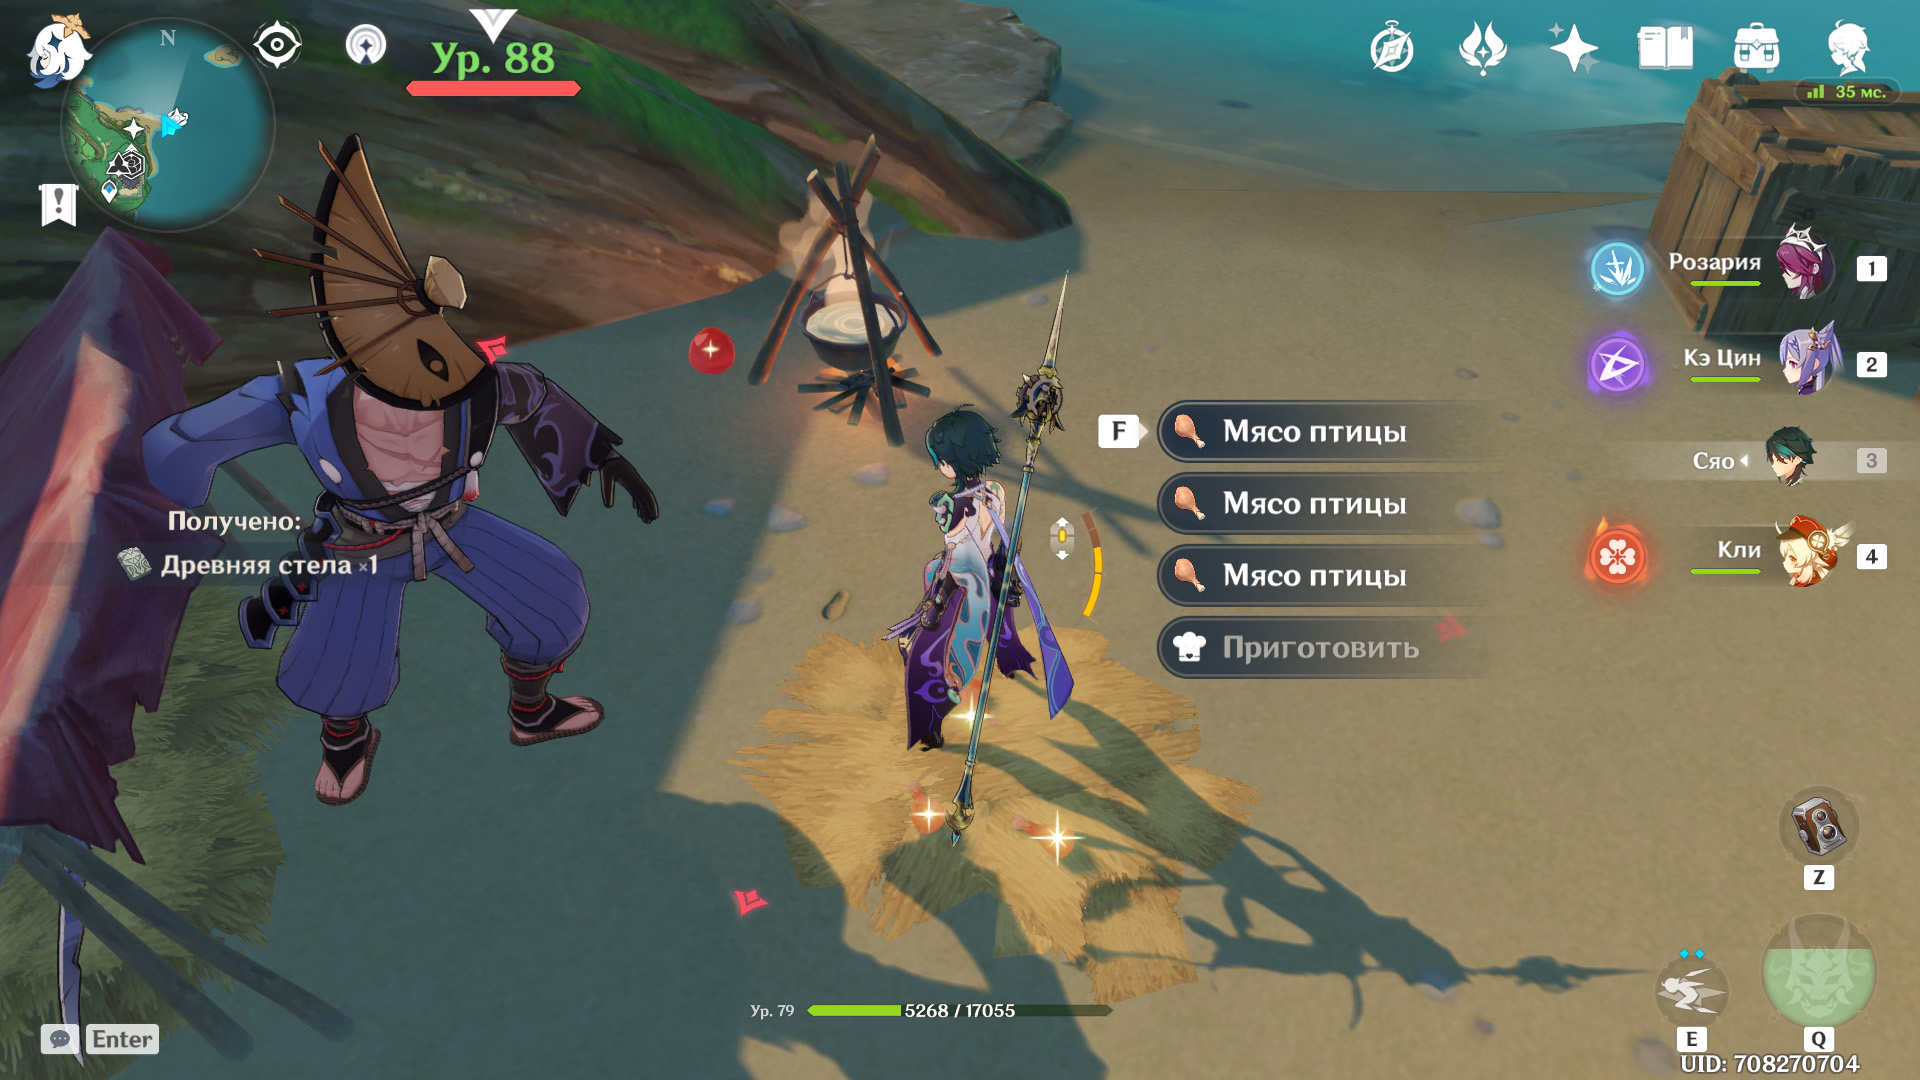 N
Ур. 88
35 мс.
Розария
1
Кэ Цин
2
Сяо
3
Кли
4
F
Мясо птицы
Мясо птицы
Мясо птицы
Приготовить
Получено:
Древняя стела ×1
Z
Ур. 79
5268 / 17055
Enter
E
Q
UID: 708270704